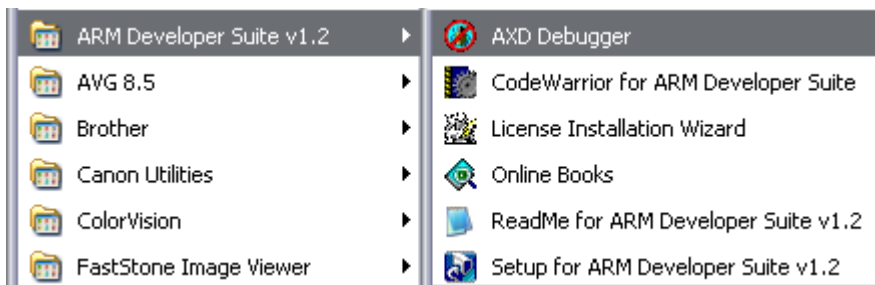 ARM Developer Suite v1.2
AVG 8.5
Brother
Canon Utilities
ColorVision
FastStone Image Viewer
AXD Debugger
CodeWarrior for ARM Developer Suite
License Installation Wizard
Online Books
ReadMe for ARM Developer Suite v1.2
Setup for ARM Developer Suite v1.2